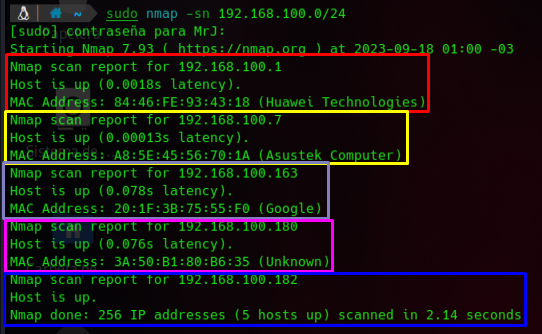 ~ sudo nmap -sn 192.168.100.0/24
[sudo] contraseña para MrJ:
Starting Nmap 7.93 ( https://nmap.org ) at 2023-09-18 01:00 -03
Nmap scan report for 192.168.100.1
Host is up (0.0018s latency).
MAC Address: 84:46:FE:93:43:18 (Huawei Technologies)
Nmap scan report for 192.168.100.7
Host is up (0.00013s latency).
MAC Address: A8:5E:45:56:70:1A (Asustek Computer)
Nmap scan report for 192.168.100.163
Host is up (0.078s latency).
MAC Address: 20:1F:3B:75:55:F0 (Google)
Nmap scan report for 192.168.100.180
Host is up (0.076s latency).
MAC Address: 3A:50:B1:80:B6:35 (Unknown)
Nmap scan report for 192.168.100.182
Host is up.
Nmap done: 256 IP addresses (5 hosts up) scanned in 2.14 seconds